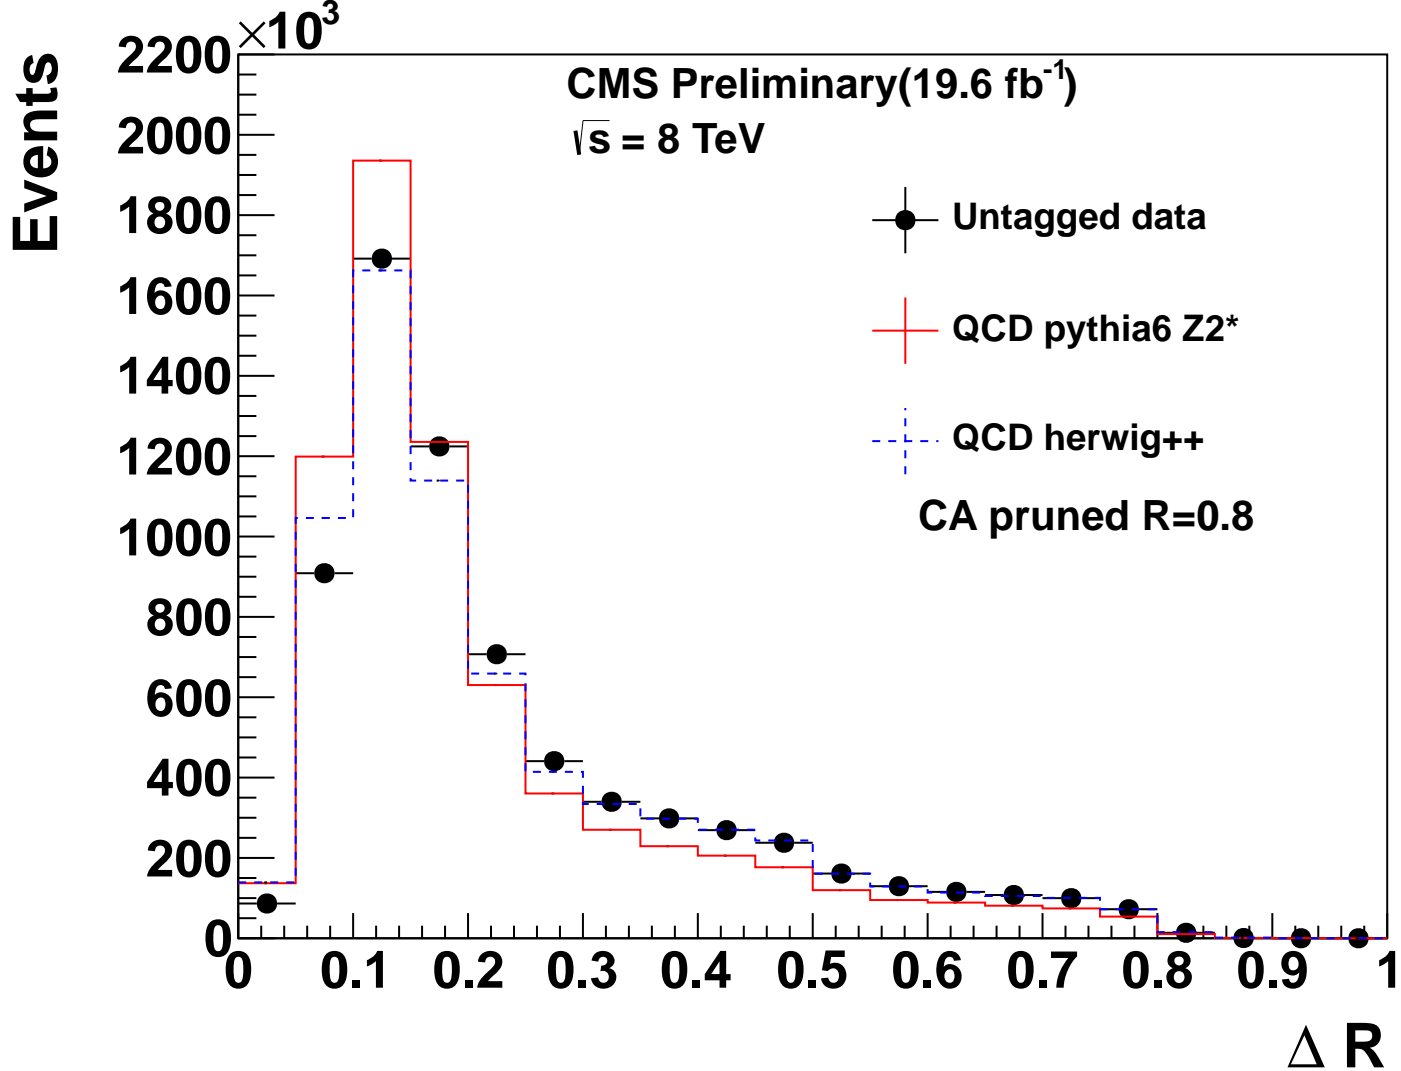 ×10³
Events
2200
2000
1800
1600
1400
1200
1000
800
600
400
200
0
CMS Preliminary(19.6 fb⁻¹)
√s = 8 TeV
Untagged data
QCD pythia6 Z2*
QCD herwig++
CA pruned R=0.8
0 0.1 0.2 0.3 0.4 0.5 0.6 0.7 0.8 0.9 1
Δ R